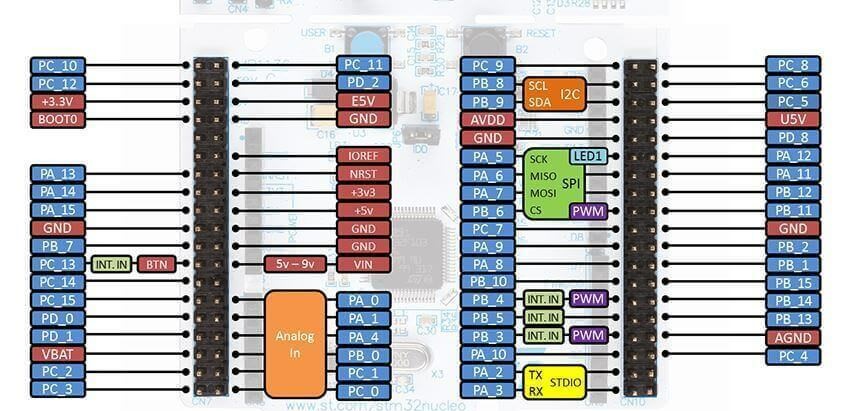 CN4
USER
B1
B2
PC_10
PC_12
+3.3V
BOOT0
PA_13
PA_14
PA_15
GND
PB_7
PC_13 INT. IN BTN
PC_14
PC_15
PD_0
PD_1
VBAT
PC_2
PC_3
CN7
PC_11
PD_2
E5V
GND
IOREF
NRST
+3v3
+5v
GND
GND
5v – 9v VIN
Analog
In
PA_0
PA_1
PA_4
PB_0
PC_1
PC_0
C16
C34
X3
www.st.com/stm32nucleo
PC_9
PB_8 SCL
PB_9 SDA I2C
AVDD
GND
PA_5 SCK LED1
PA_6 MISO
PA_7 MOSI SPI
PB_6 CS PWM
PC_7
PA_9
PA_8
PB_10
PB_4 INT. IN PWM
PB_5 INT. IN
PB_3 INT. IN PWM
PA_10
PA_2 TX STDIO
PA_3 RX
CN10
PC_8
PC_6
PC_5
U5V
PD_8
PA_12
PA_11
PB_12
PB_11
GND
PB_2
PB_1
PB_15
PB_14
PB_13
AGND
PC_4